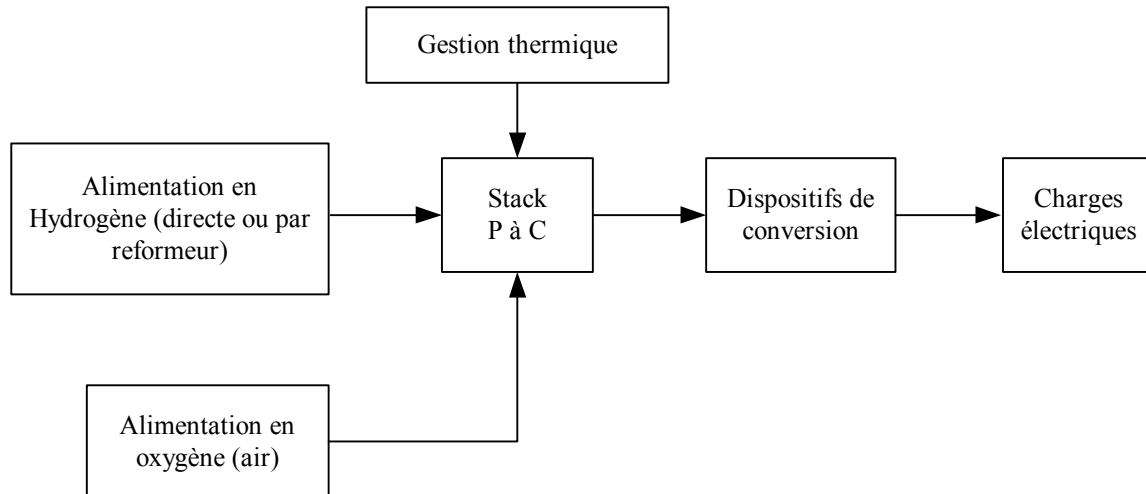 Gestion thermique
Alimentation en
Hydrogène (directe ou par
reformeur)
Stack
P à C
Dispositifs de
conversion
Charges
électriques
Alimentation en
oxygène (air)